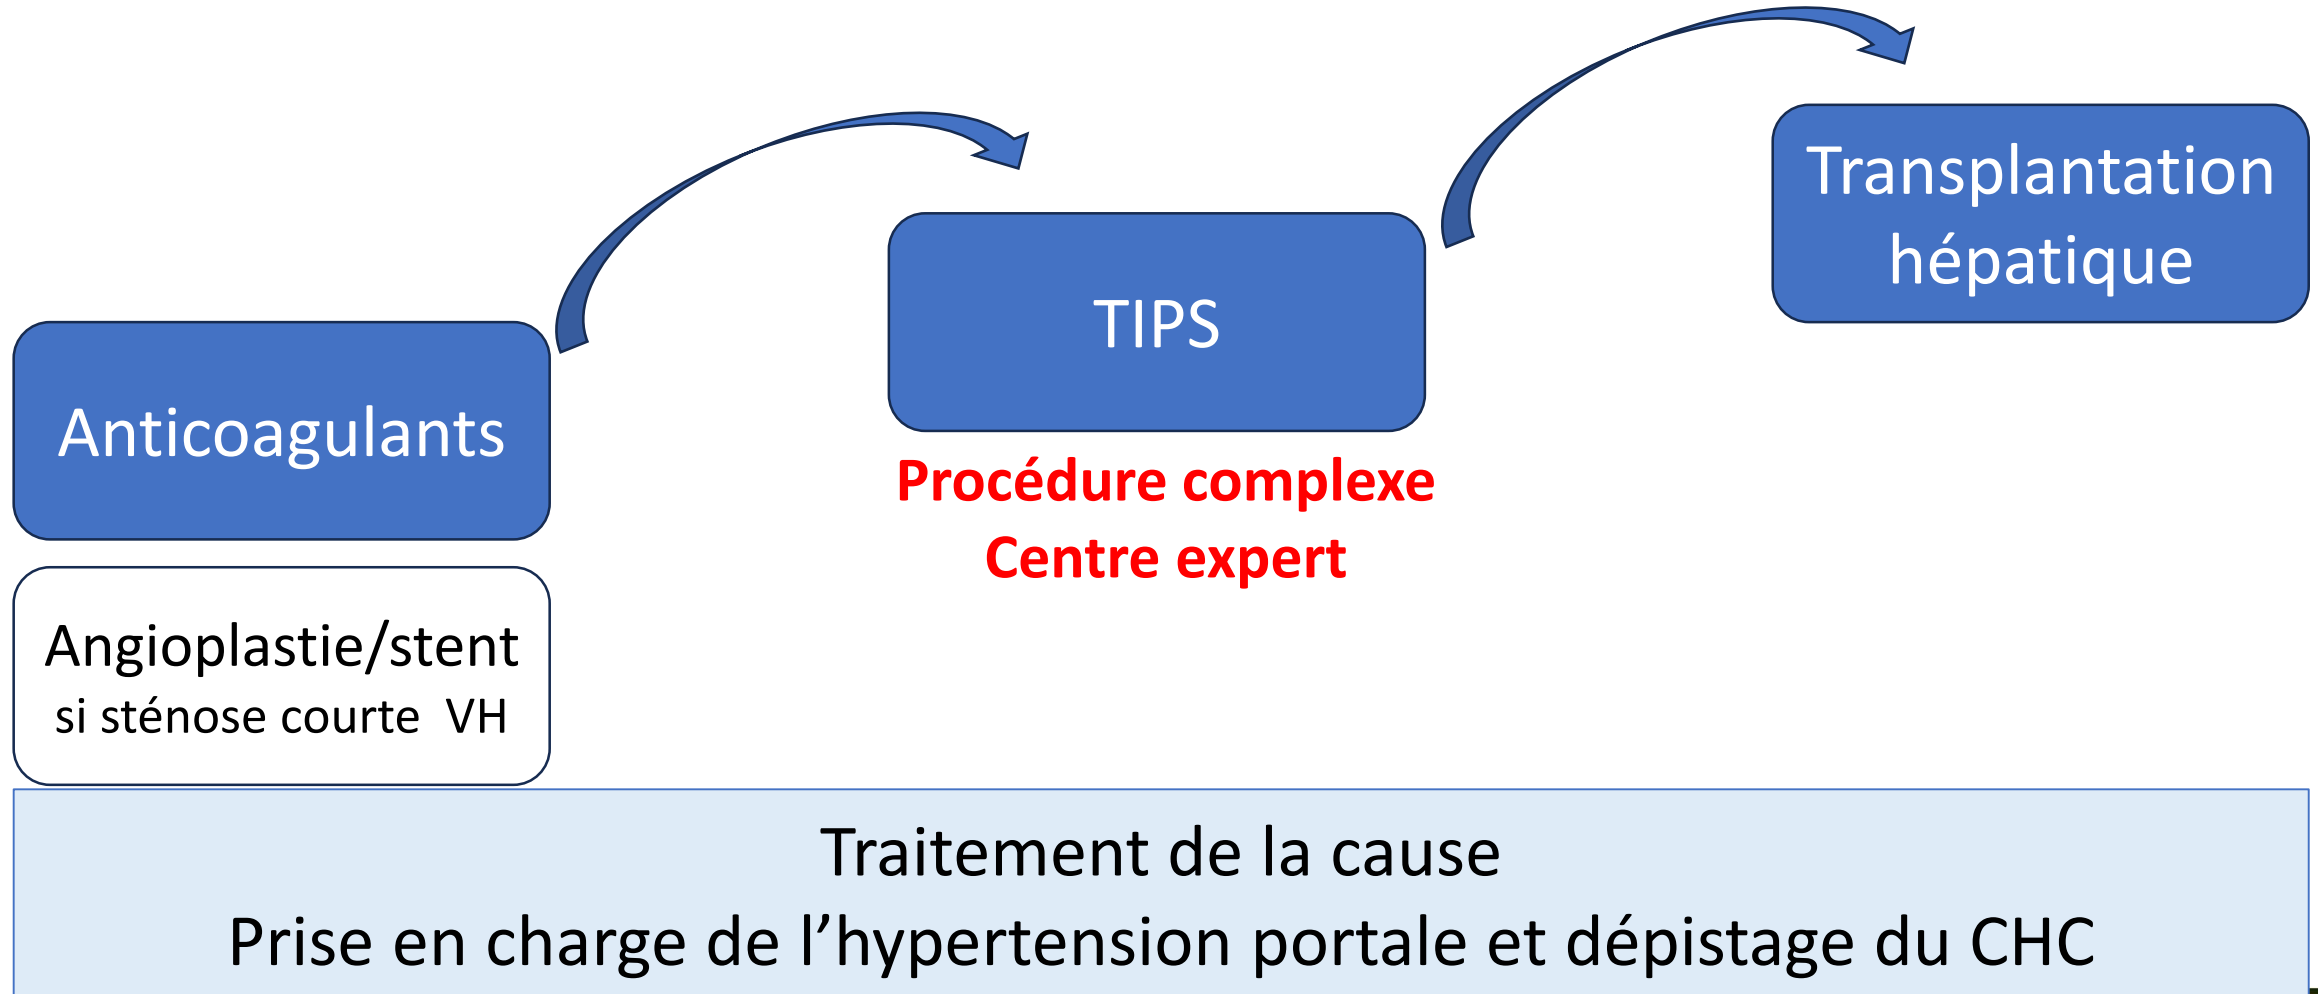 Transplantation
hépatique
TIPS
Anticoagulants
Procédure complexe
Centre expert
Angioplastie/stent
si sténose courte  VH
Traitement de la cause
Prise en charge de l’hypertension portale et dépistage du CHC